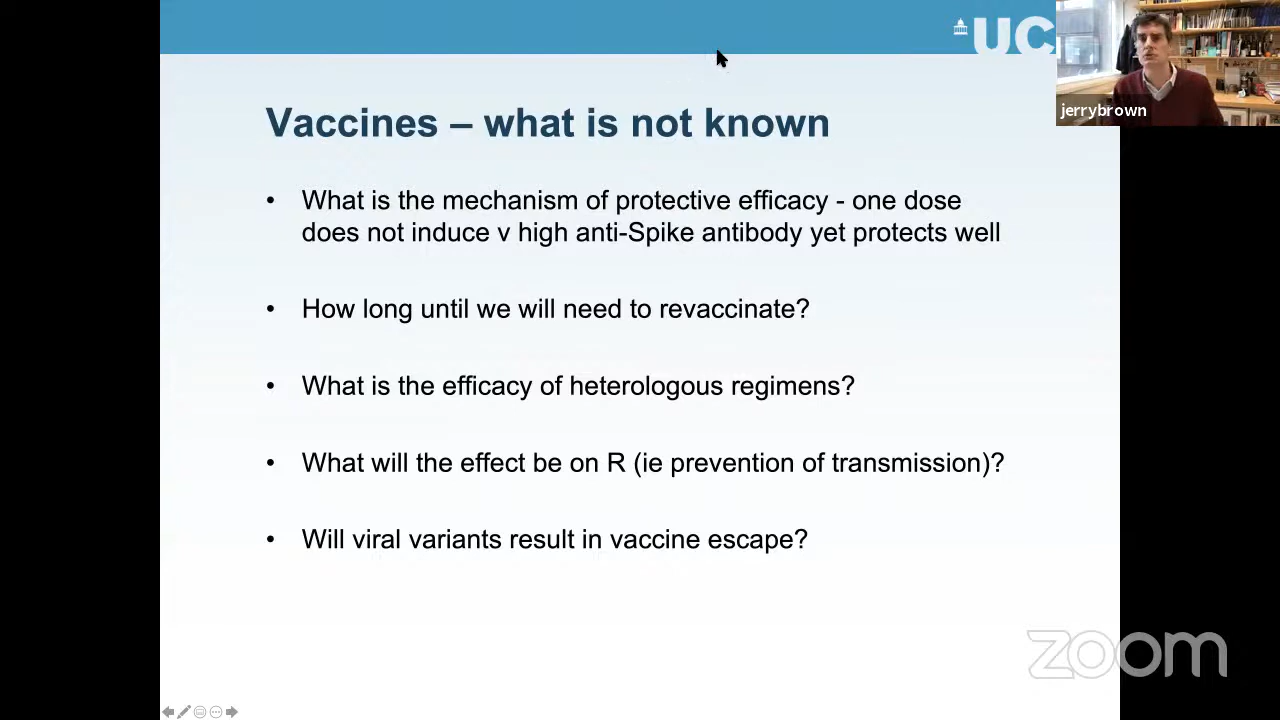 UC
jerrybrown
Vaccines – what is not known
• What is the mechanism of protective efficacy - one dose
does not induce v high anti-Spike antibody yet protects well
• How long until we will need to revaccinate?
• What is the efficacy of heterologous regimens?
• What will the effect be on R (ie prevention of transmission)?
• Will viral variants result in vaccine escape?
zoom